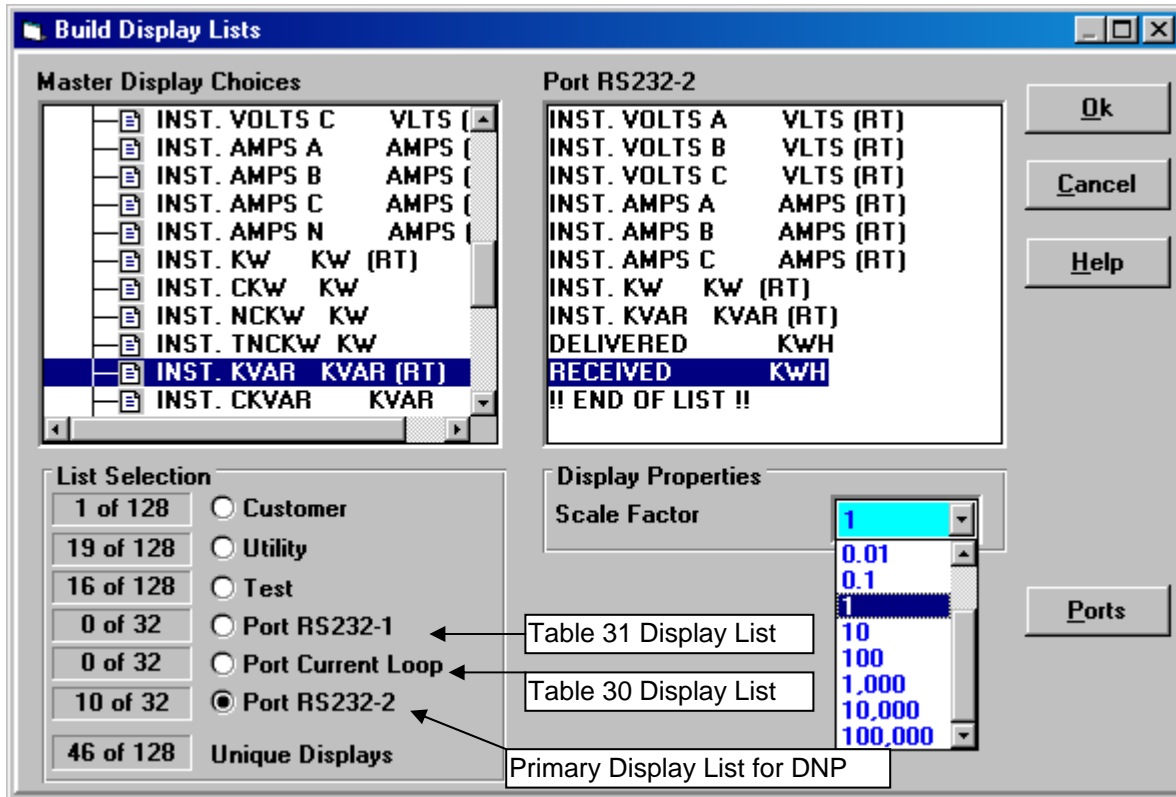 Build Display Lists
Master Display Choices
INST. VOLTS C VLTS (
INST. AMPS A AMPS (
INST. AMPS B AMPS (
INST. AMPS C AMPS (
INST. AMPS N AMPS (
INST. KW KW (RT)
INST. CKW KW
INST. NCKW KW
INST. TNCKW KW
INST. KVAR KVAR (RT)
INST. CKVAR KVAR
Port RS232-2
INST. VOLTS A VLTS (RT)
INST. VOLTS B VLTS (RT)
INST. VOLTS C VLTS (RT)
INST. AMPS A AMPS (RT)
INST. AMPS B AMPS (RT)
INST. AMPS C AMPS (RT)
INST. KW KW (RT)
INST. KVAR KVAR (RT)
DELIVERED KWH
RECEIVED KWH
!! END OF LIST !!
Ok
Cancel
Help
List Selection
1 of 128 Customer
19 of 128 Utility
16 of 128 Test
0 of 32 Port RS232-1
0 of 32 Port Current Loop
10 of 32 Port RS232-2
46 of 128 Unique Displays
Table 31 Display List
Table 30 Display List
Primary Display List for DNP
Display Properties
Scale Factor
1
0.01
0.1
1
10
100
1,000
10,000
100,000
Ports